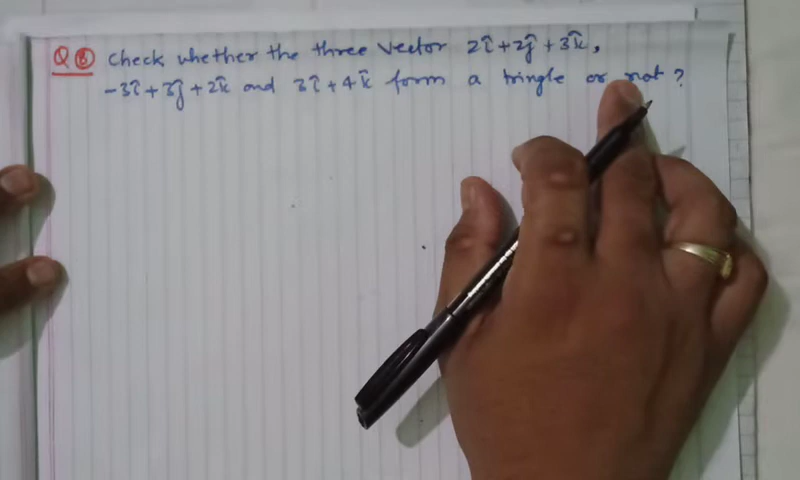 Q⑧ Check whether the three vector 2î+2ĵ+3k̂,
-3î+3ĵ+2k̂ and 3î+4k̂ form a tringle or not?